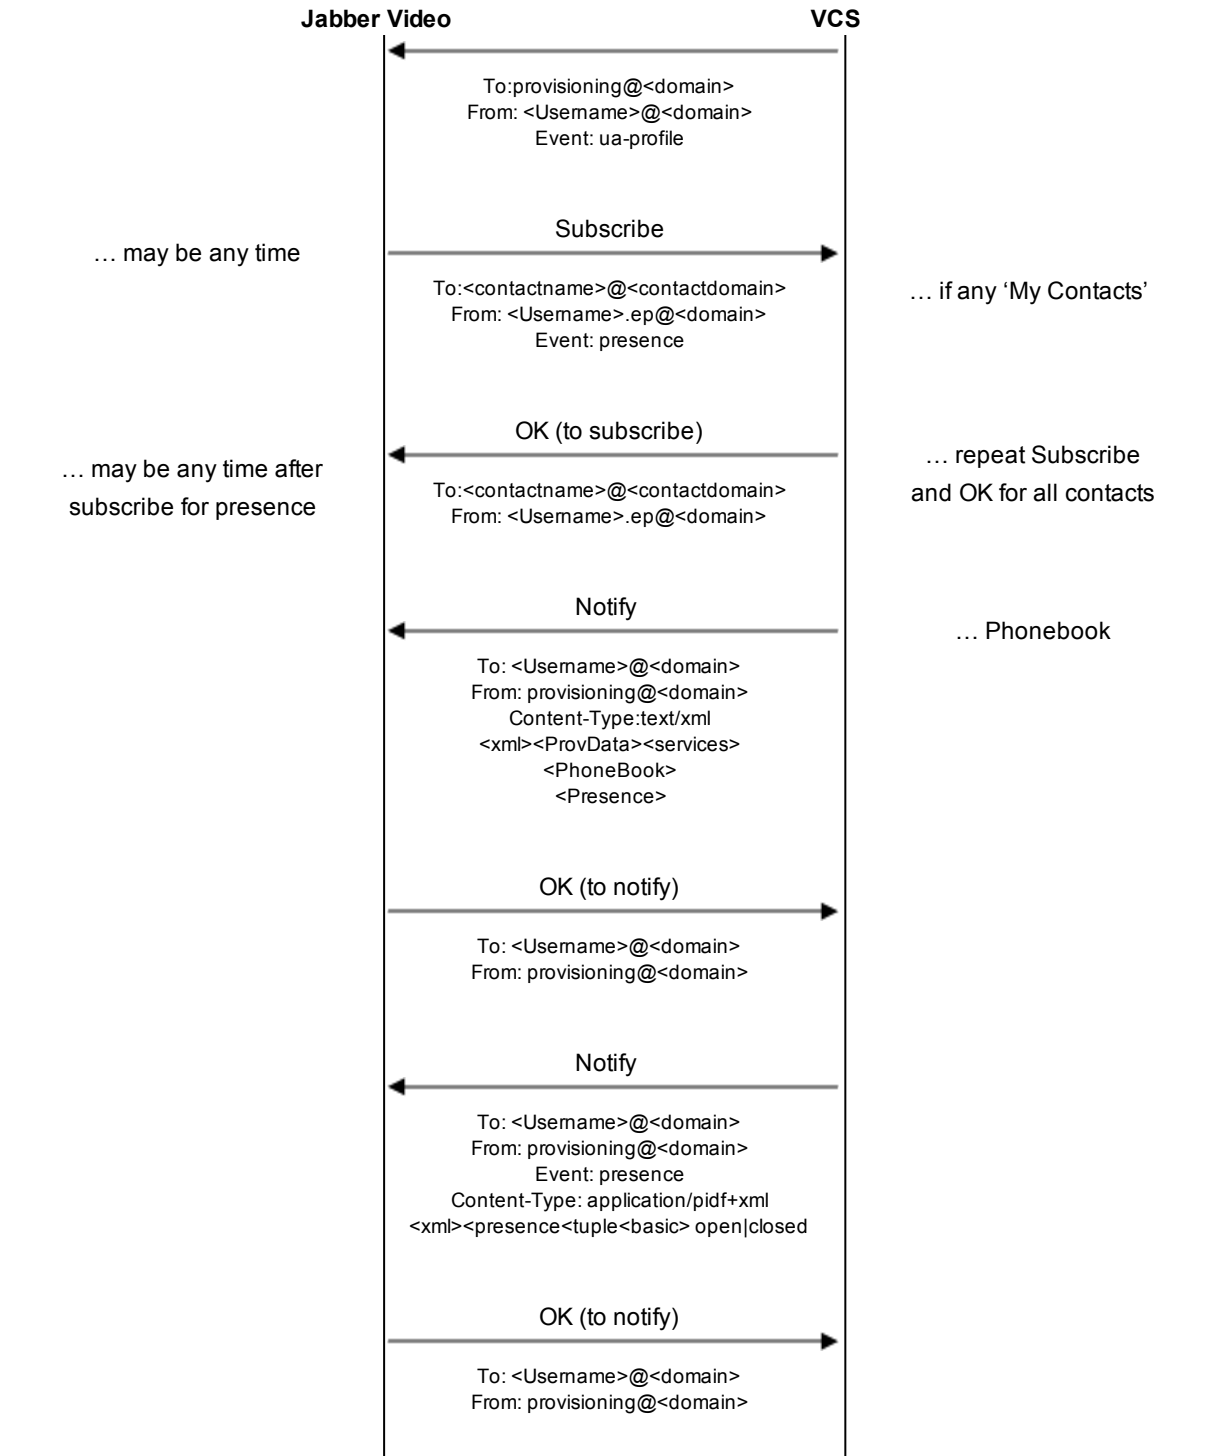 Jabber Video
VCS
To:provisioning@<domain>
From: <Username>@<domain>
Event: ua-profile
Subscribe
… may be any time
To:<contactname>@<contactdomain>
From: <Username>.ep@<domain>
Event: presence
… if any ‘My Contacts’
OK (to subscribe)
… may be any time after
subscribe for presence
To:<contactname>@<contactdomain>
From: <Username>.ep@<domain>
… repeat Subscribe
and OK for all contacts
Notify
… Phonebook
To: <Username>@<domain>
From: provisioning@<domain>
Content-Type:text/xml
<xml><ProvData><services>
<PhoneBook>
<Presence>
OK (to notify)
To: <Username>@<domain>
From: provisioning@<domain>
Notify
To: <Username>@<domain>
From: provisioning@<domain>
Event: presence
Content-Type: application/pidf+xml
<xml><presence<tuple<basic> open|closed
OK (to notify)
To: <Username>@<domain>
From: provisioning@<domain>